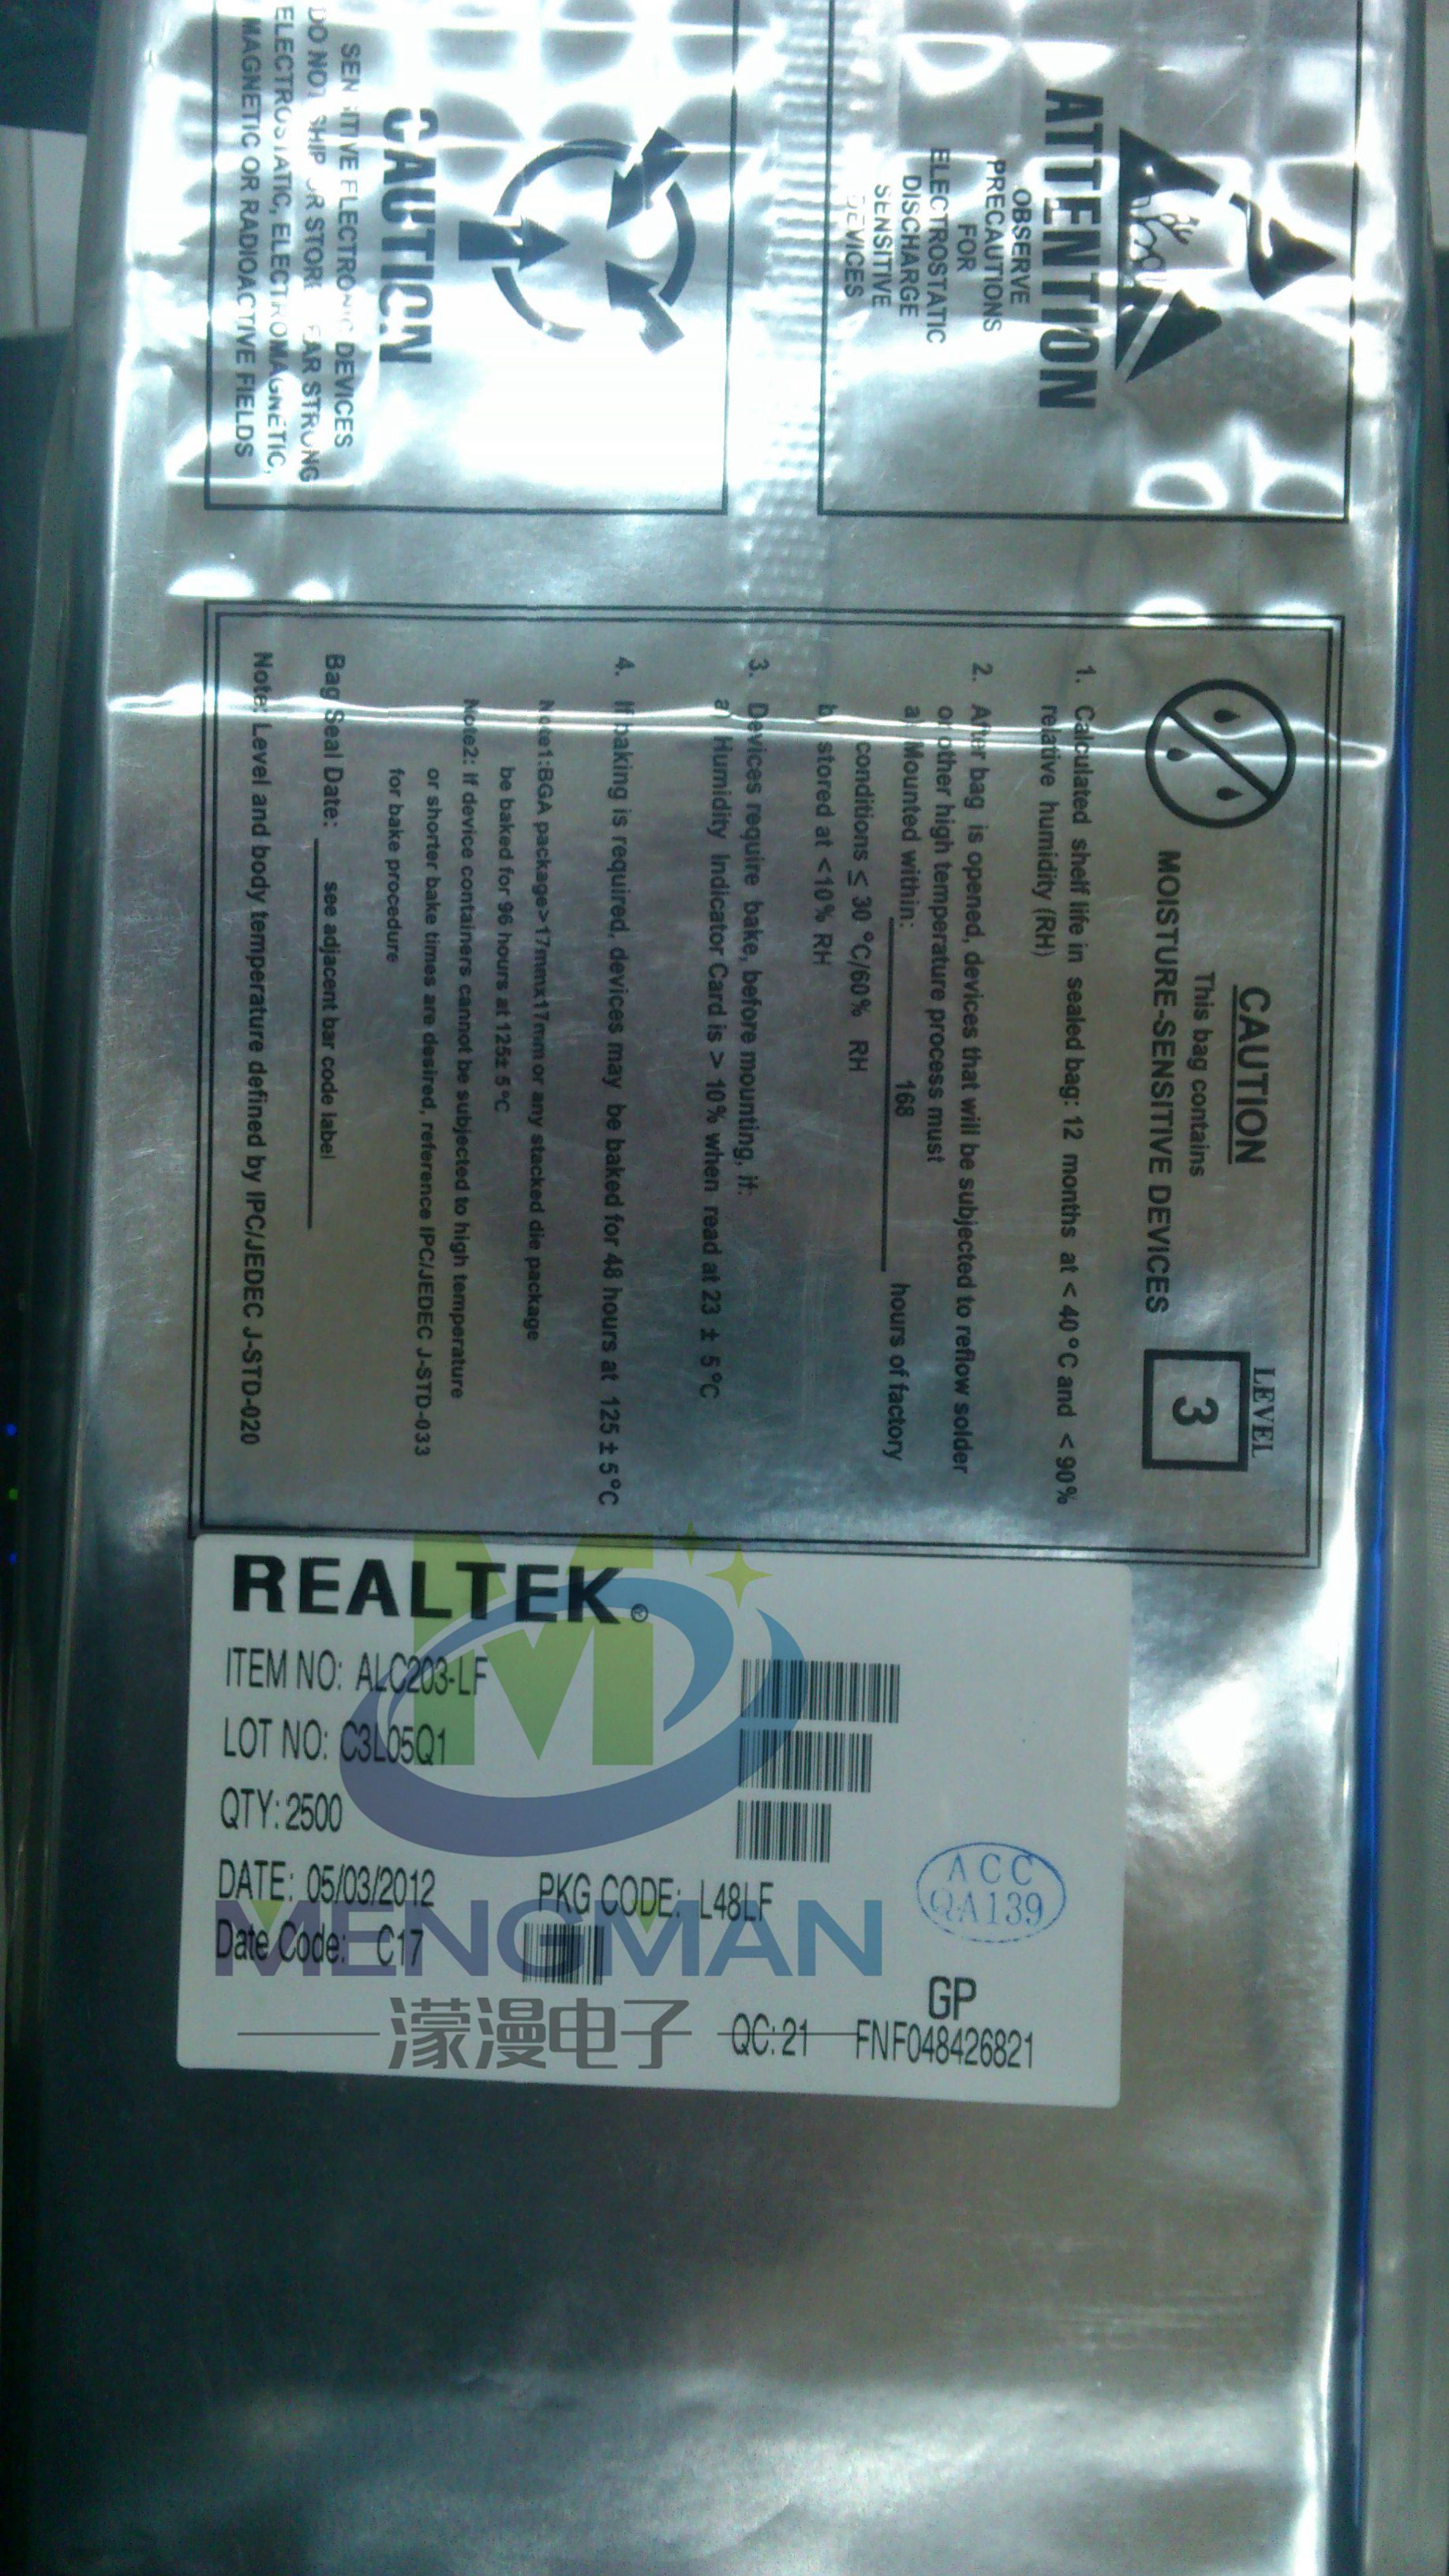 ATTENTION
OBSERVE
PRECAUTIONS
FOR
ELECTROSTATIC
DISCHARGE
SENSITIVE
DEVICES
CAUTION
SENSITIVE ELECTRONIC DEVICES
DO NOT SHIP OR STORE NEAR STRONG
ELECTROSTATIC, ELECTROMAGNETIC,
MAGNETIC OR RADIOACTIVE FIELDS
CAUTION
This bag contains
MOISTURE-SENSITIVE DEVICES
LEVEL
3
1. Calculated shelf life in sealed bag: 12 months at < 40°C and < 90%
relative humidity (RH)
2. After bag is opened, devices that will be subjected to reflow solder
or other high temperature process must
a) Mounted within: 168 hours of factory
conditions ≤ 30 °C/60% RH
b) stored at <10% RH
3. Devices require bake, before mounting, if:
a) Humidity Indicator Card is > 10% when read at 23 ± 5°C
4. If baking is required, devices may be baked for 48 hours at 125 ± 5°C
Note1:BGA package>17mmx17mm or any stacked die package
be baked for 96 hours at 125± 5°C
Note2: If device containers cannot be subjected to high temperature
or shorter bake times are desired, reference IPC/JEDEC J-STD-033
for bake procedure
Bag Seal Date: see adjacent bar code label
Note: Level and body temperature defined by IPC/JEDEC J-STD-020
REALTEK®
ITEM NO: ALC203-LF
LOT NO: C3L05Q1
QTY: 2500
DATE: 05/03/2012 PKG CODE: L48LF
Date Code: C17
ACC
QA139
GP
QC: 21 FNF048426821
MENGMAN
濛漫电子